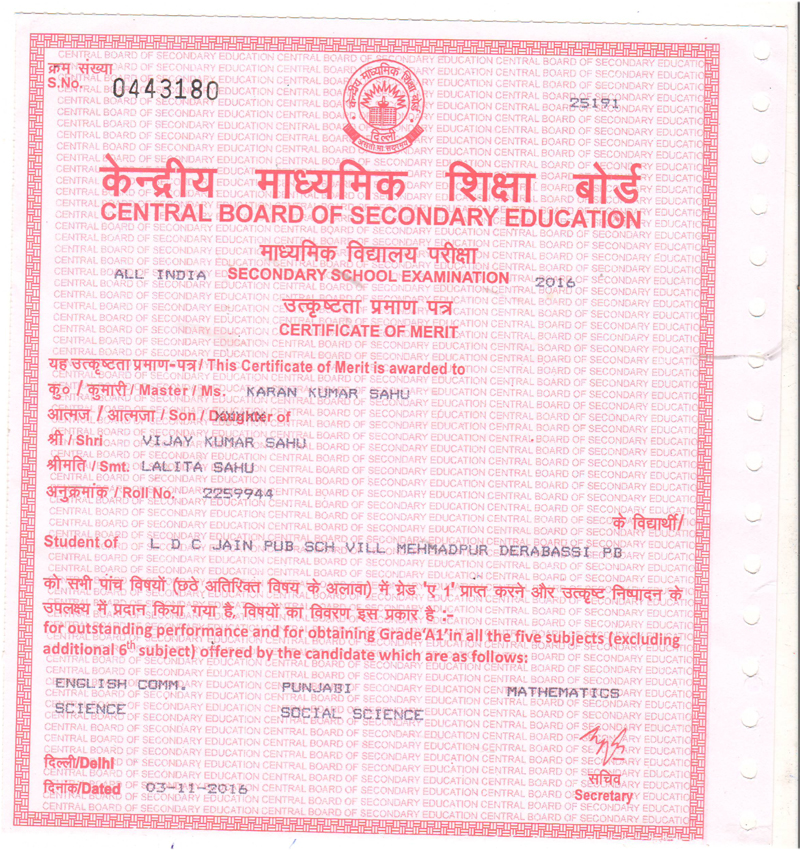 क्रम संख्या
S.No. 0443180
25191
केन्द्रीय माध्यमिक शिक्षा बोर्ड
दिल्ली
असतो मा सद्गमय
केन्द्रीय माध्यमिक शिक्षा बोर्ड
CENTRAL BOARD OF SECONDARY EDUCATION
माध्यमिक विद्यालय परीक्षा
ALL INDIA SECONDARY SCHOOL EXAMINATION 2016
उत्कृष्टता प्रमाण पत्र
CERTIFICATE OF MERIT
यह उत्कृष्टता प्रमाण-पत्र/ This Certificate of Merit is awarded to
कु० / कुमारी / Master / Ms. KARAN KUMAR SAHU
आत्मज / आत्मजा / Son / Daughter of
श्री / Shri VIJAY KUMAR SAHU
श्रीमति / Smt. LALITA SAHU
अनुक्रमांक / Roll No. 2259944
के विद्यार्थी/
Student of L D C JAIN PUB SCH VILL MEHMADPUR DERABASSI PB
को सभी पांच विषयों (छठे अतिरिक्त विषय के अलावा) में ग्रेड 'ए 1' प्राप्त करने और उत्कृष्ट निष्पादन के
उपलक्ष्य में प्रदान किया गया है, विषयों का विवरण इस प्रकार है :-
for outstanding performance and for obtaining Grade'A1'in all the five subjects (excluding
additional 6th subject) offered by the candidate which are as follows:
ENGLISH COMM. PUNJABI MATHEMATICS
SCIENCE SOCIAL SCIENCE
दिल्ली/Delhi
दिनांक/Dated 03-11-2016
सचिव
Secretary